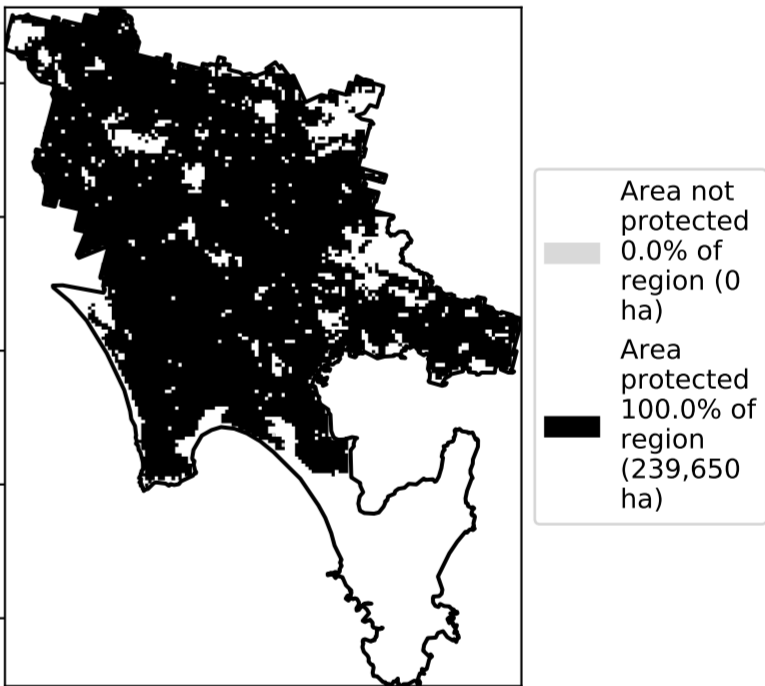 Area not
protected
0.0% of
region (0
ha)
Area
protected
100.0% of
region
(239,650
ha)